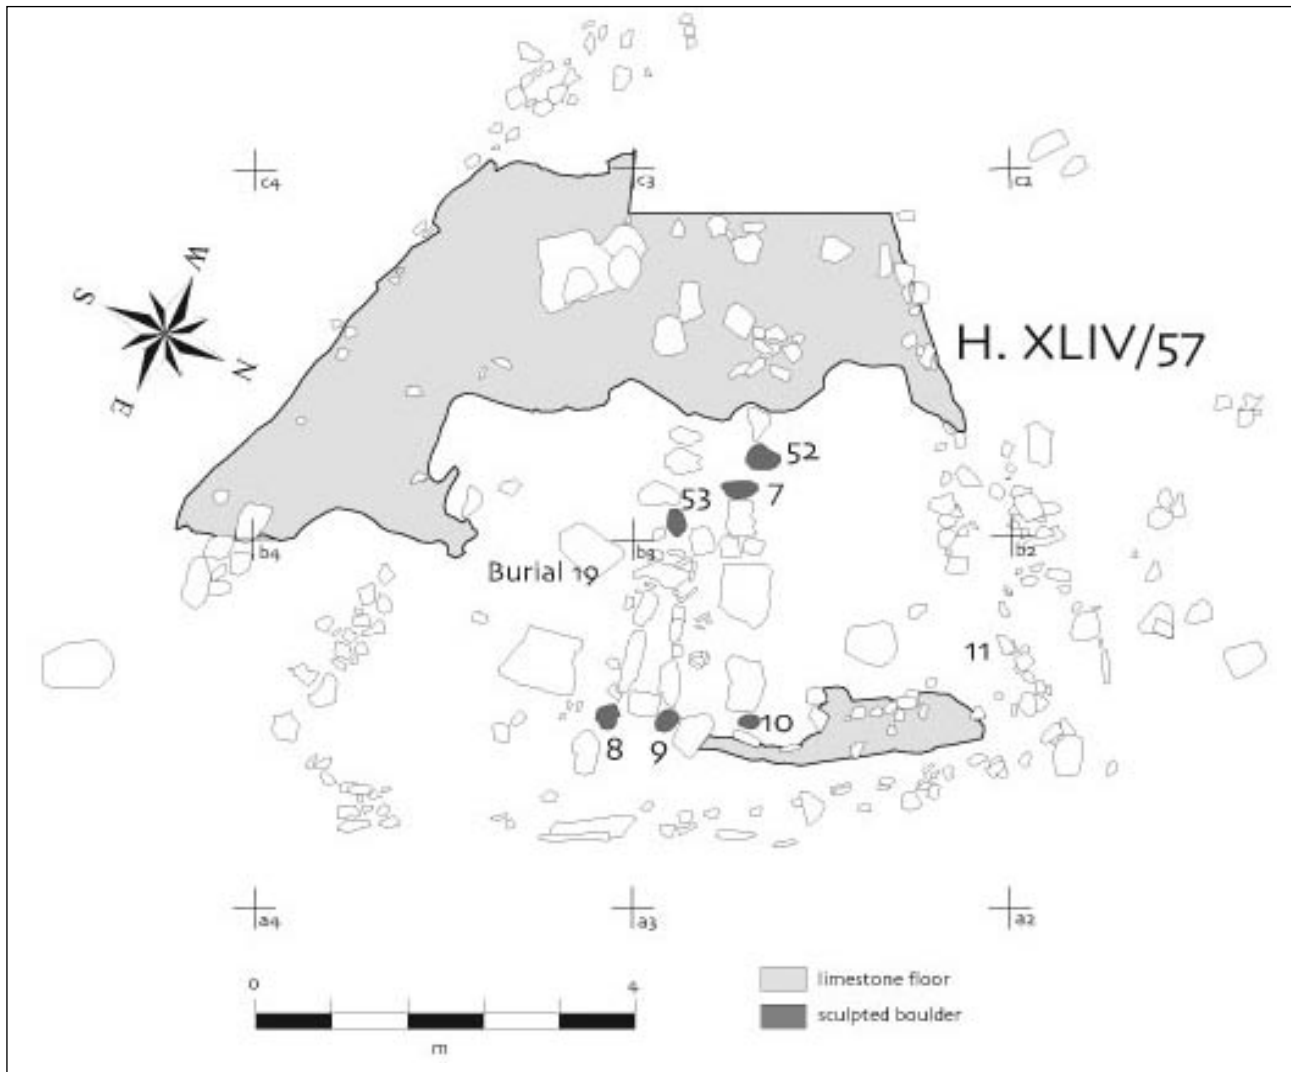 c4
c3
c2
W
S
N
E
H. XLIV/57
52
7
53
b4
b3
b2
Burial 19
11
8
9
10
a4
a3
a2
0
4
m
limestone floor
sculpted boulder